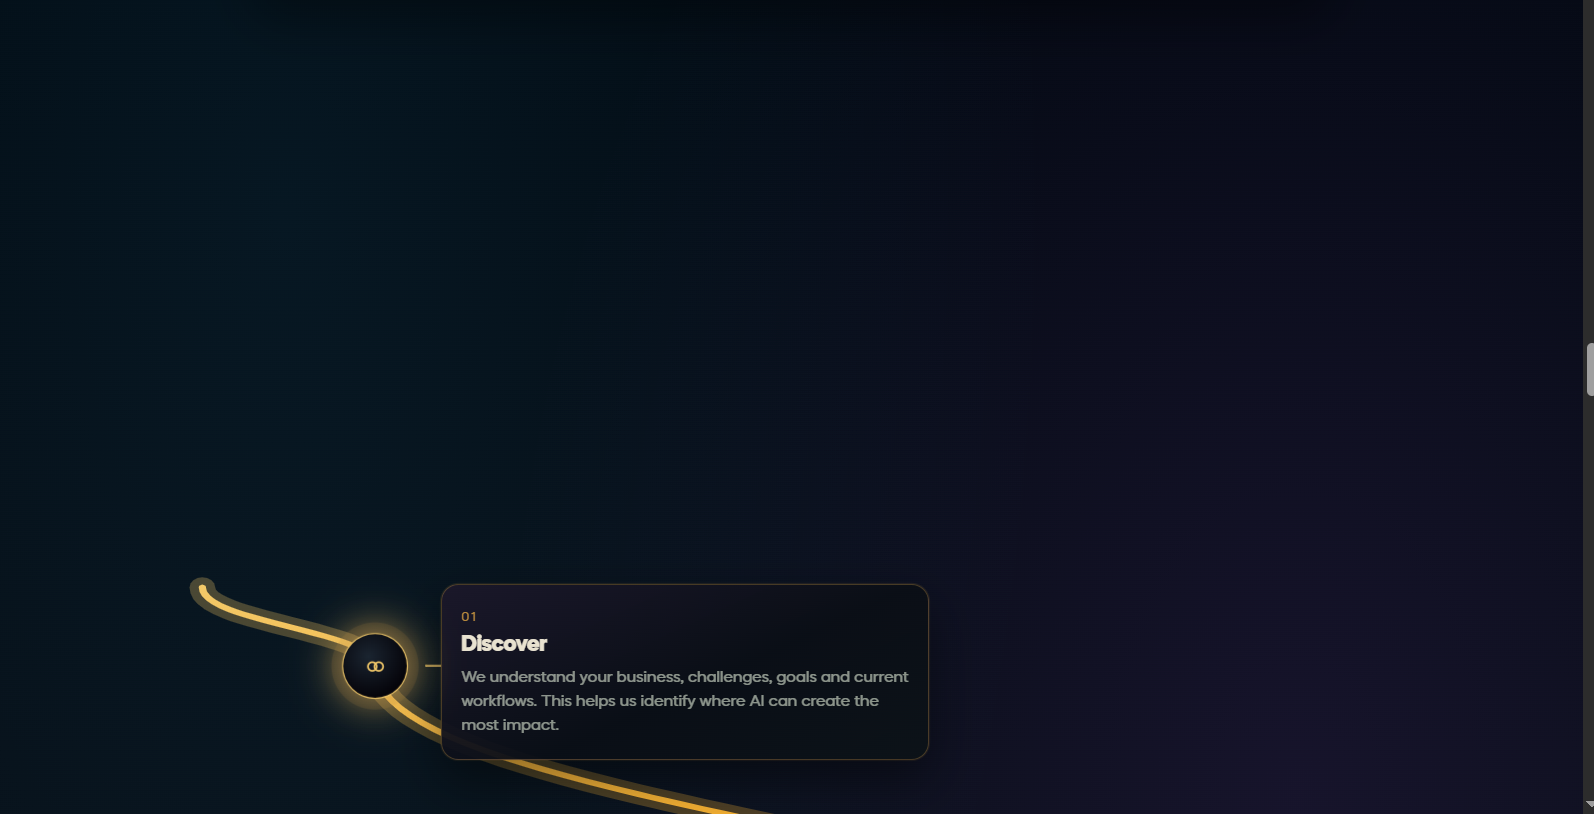 01
Discover
We understand your business, challenges, goals and current
workflows. This helps us identify where AI can create the
most impact.